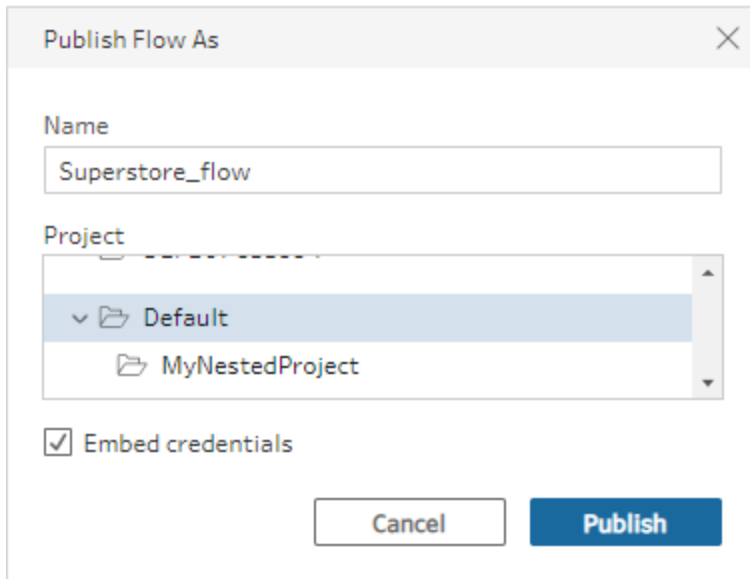 Publish Flow As
Name
Superstore_flow
Project
Default
MyNestedProject
Embed credentials
Cancel
Publish